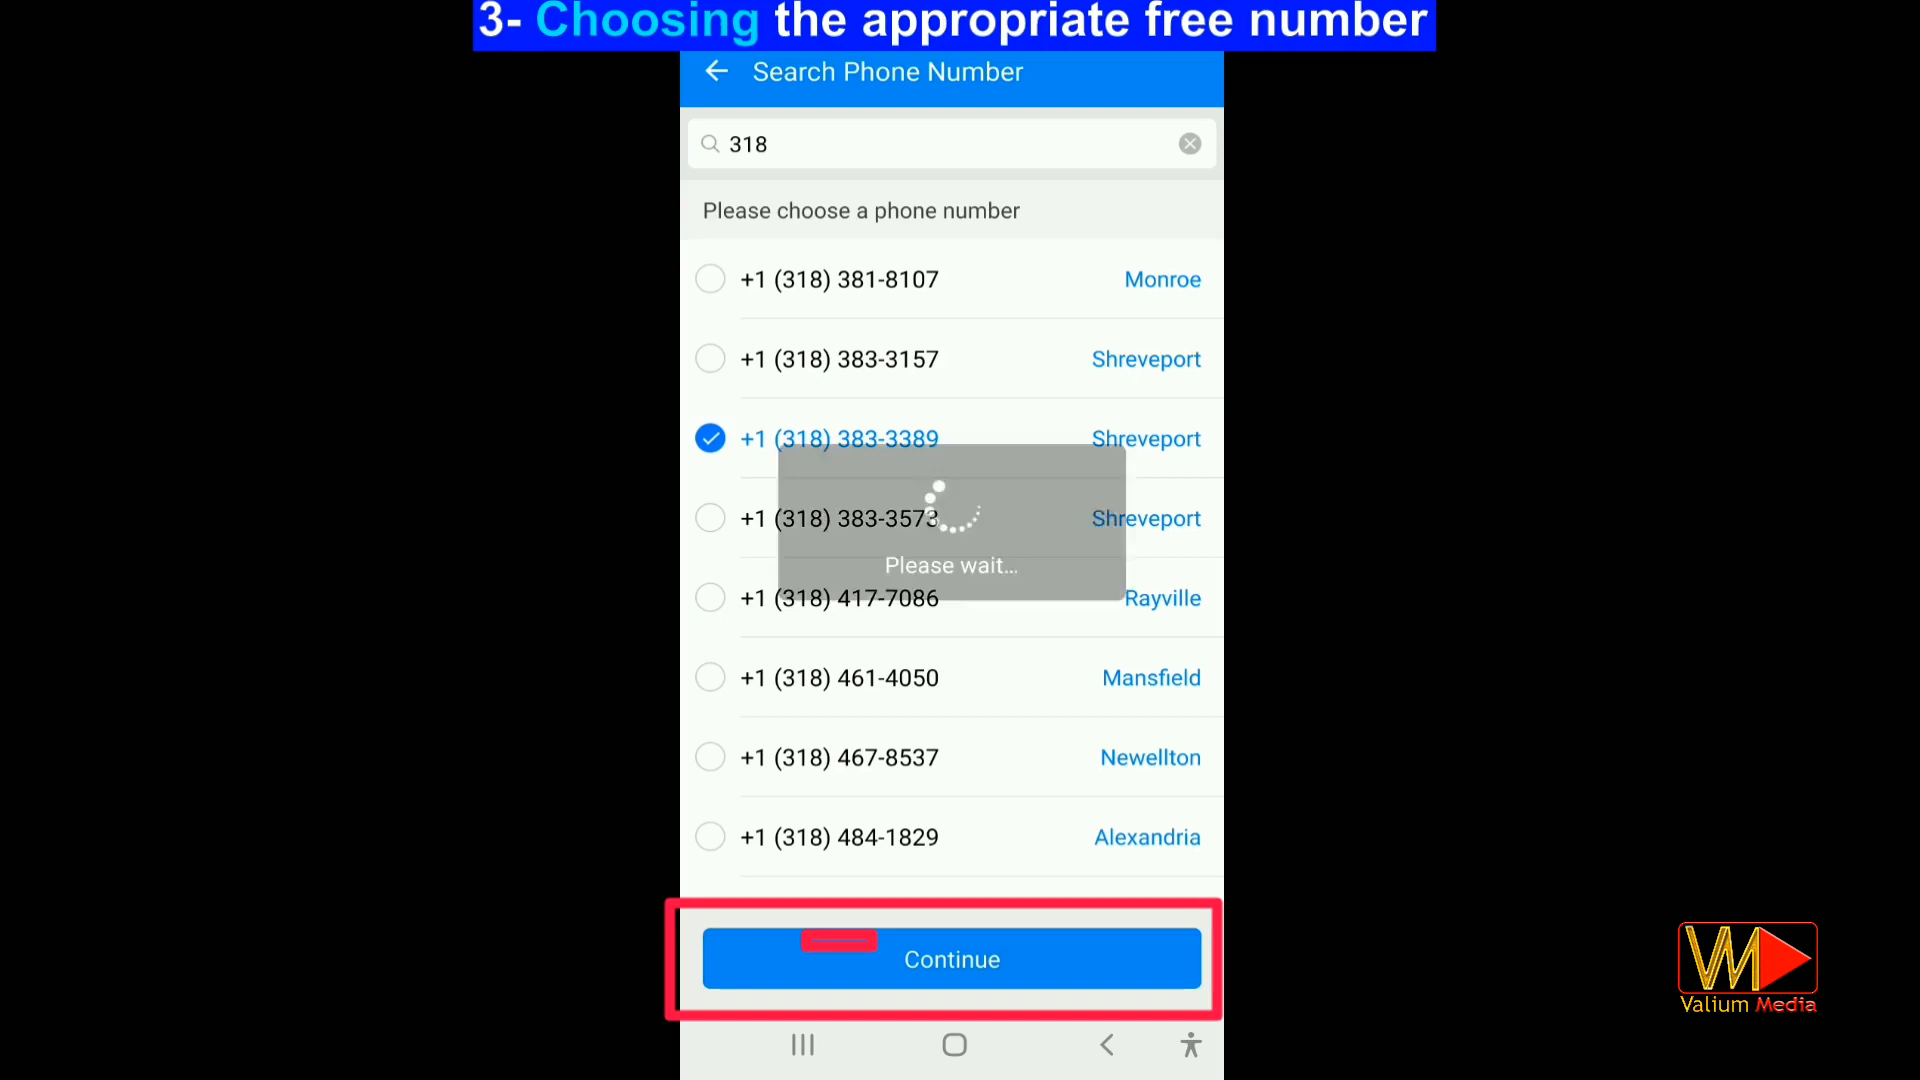 3- Choosing the appropriate free number
Search Phone Number
318
Please choose a phone number
+1 (318) 381-8107 Monroe
+1 (318) 383-3157 Shreveport
+1 (318) 383-3389 Shreveport
+1 (318) 383-3573 Shreveport
Please wait...
+1 (318) 417-7086 Rayville
+1 (318) 461-4050 Mansfield
+1 (318) 467-8537 Newellton
+1 (318) 484-1829 Alexandria
Continue
VM
Valium Media